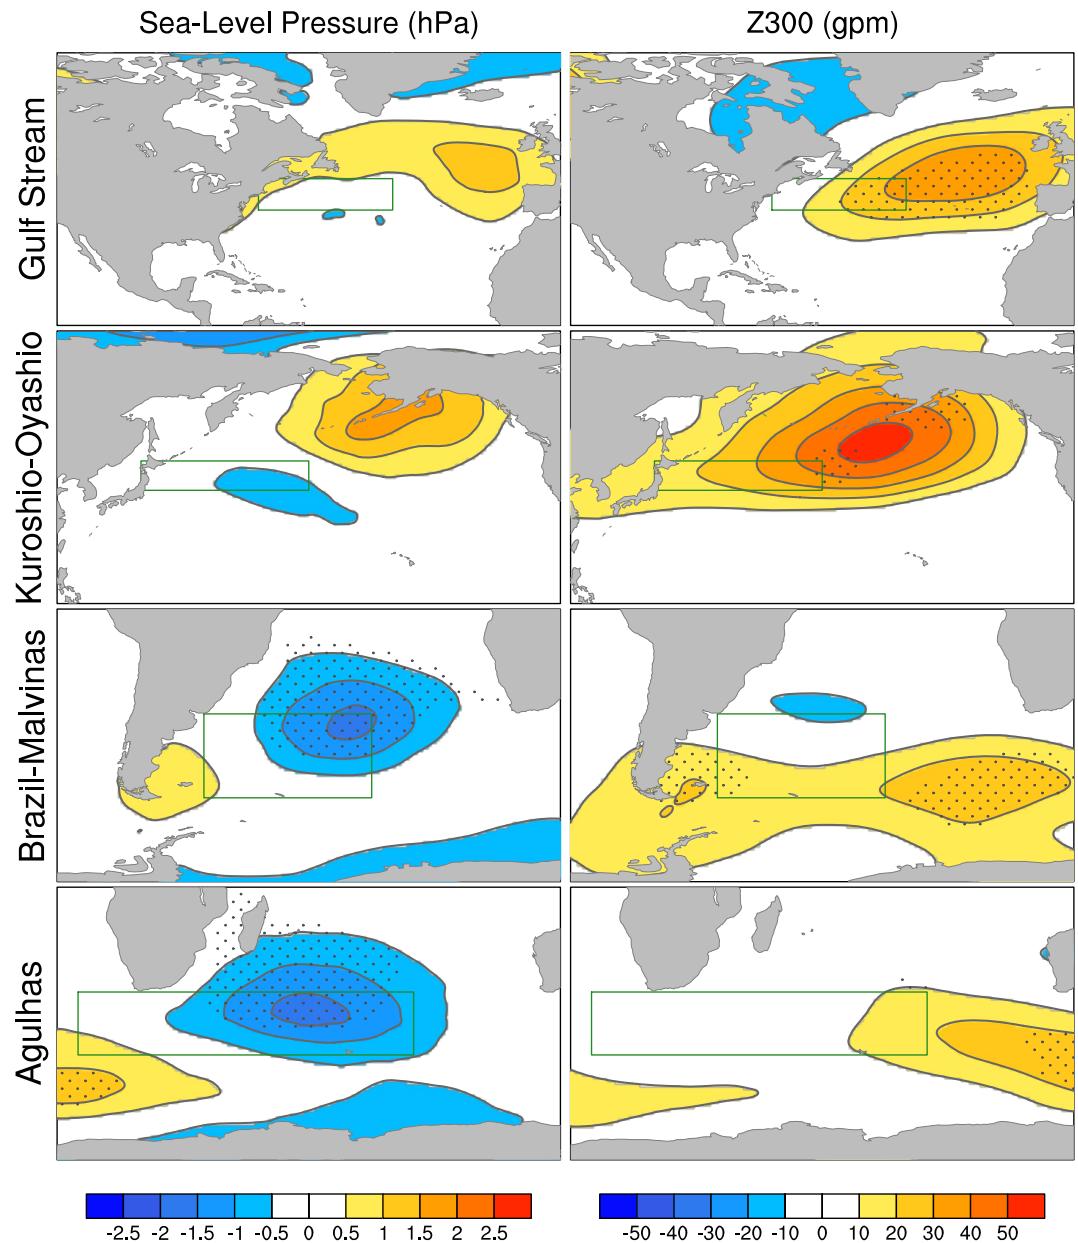 Sea-Level Pressure (hPa)
Z300 (gpm)
Gulf Stream
Kuroshio-Oyashio
Brazil-Malvinas
Agulhas
-2.5 -2 -1.5 -1 -0.5 0 0.5 1 1.5 2 2.5
-50 -40 -30 -20 -10 0 10 20 30 40 50